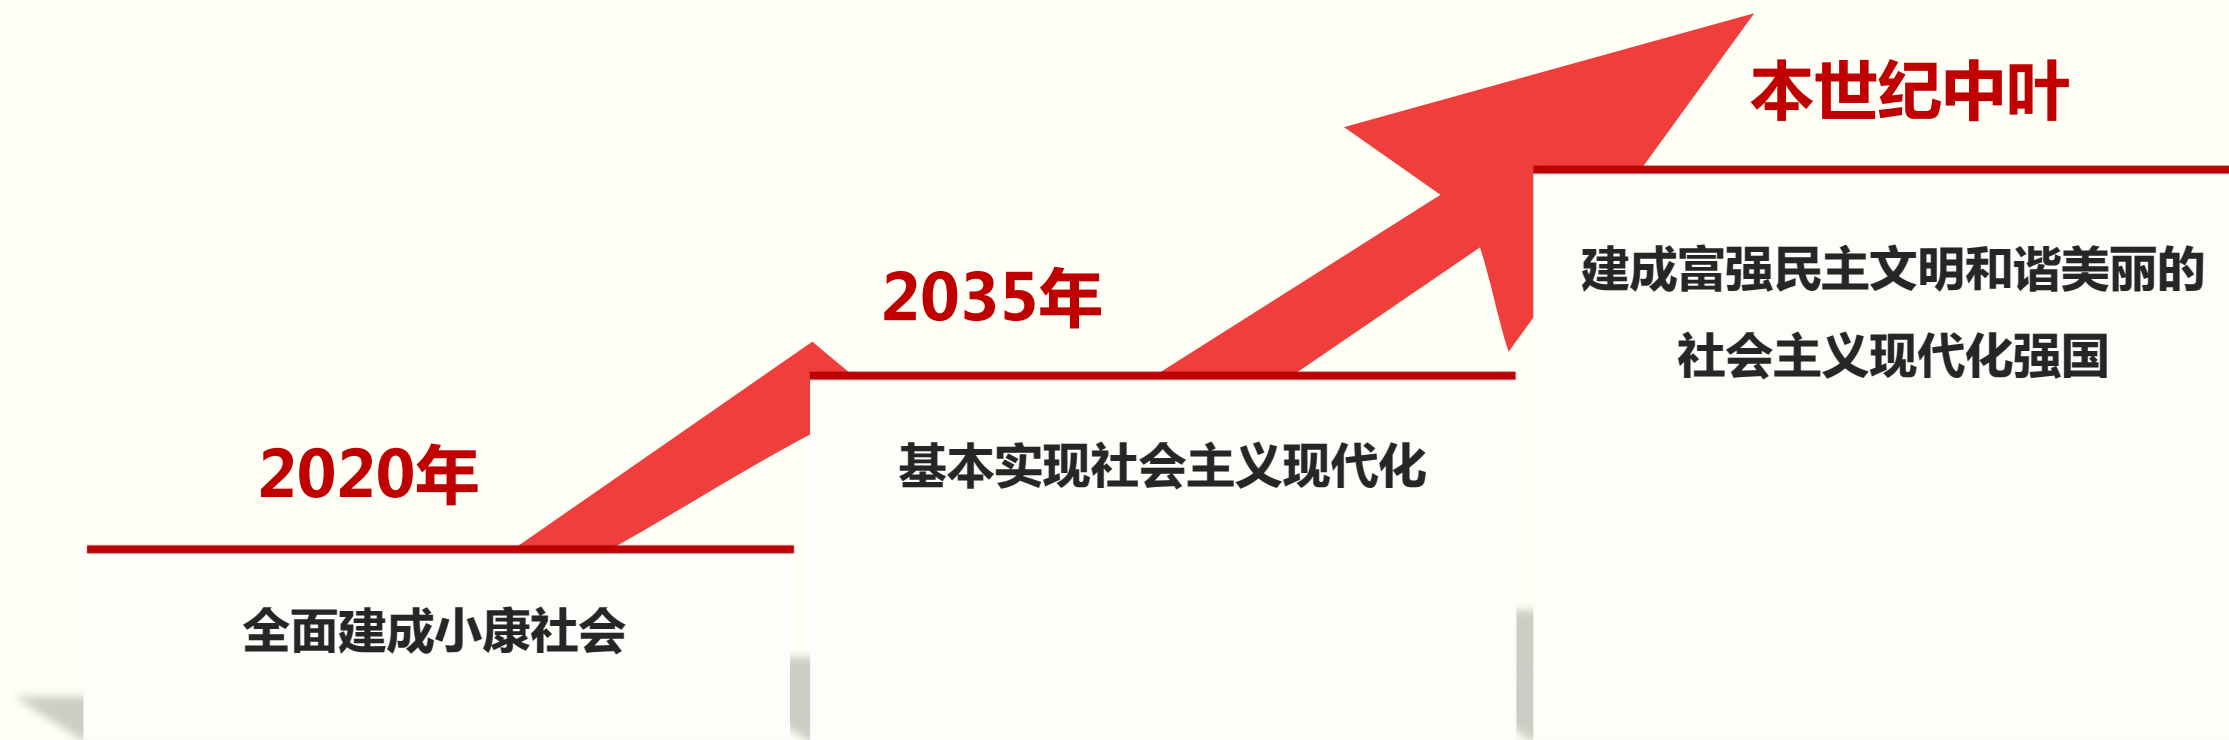 本世纪中叶
建成富强民主文明和谐美丽的
社会主义现代化强国
2035年
基本实现社会主义现代化
2020年
全面建成小康社会